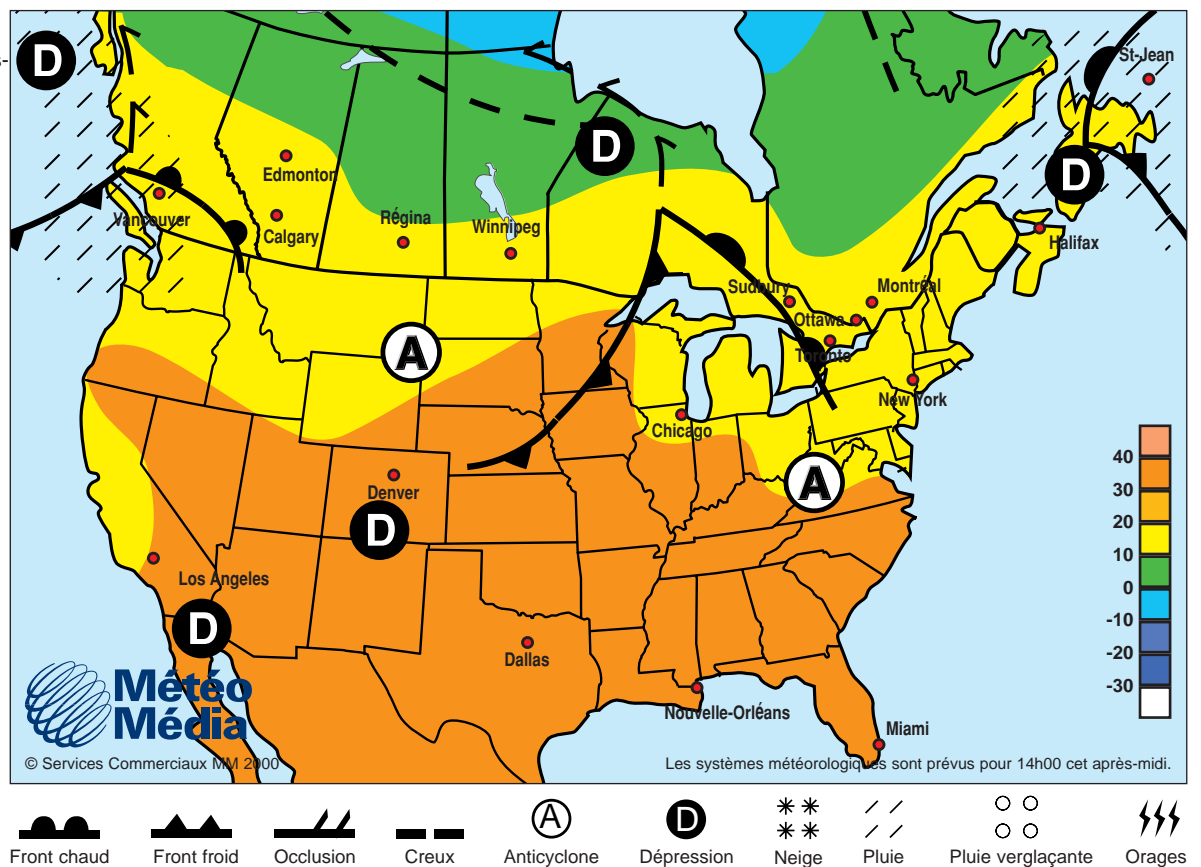 s-
D
St-Jean
D
Edmonton
D
Vancouver
Calgary
Régina
Winnipeg
Halifax
Sudbury
Montréal
Ottawa
Toronto
A
New York
Chicago
A
Denver
D
Los Angeles
D
Dallas
Nouvelle-Orléans
Miami
40
30
20
10
0
-10
-20
-30
Météo
Média
© Services Commerciaux MM 2000
Les systèmes météorologiques sont prévus pour 14h00 cet après-midi.
A
D
Front chaud Front froid Occlusion Creux Anticyclone Dépression Neige Pluie Pluie verglaçante Orages